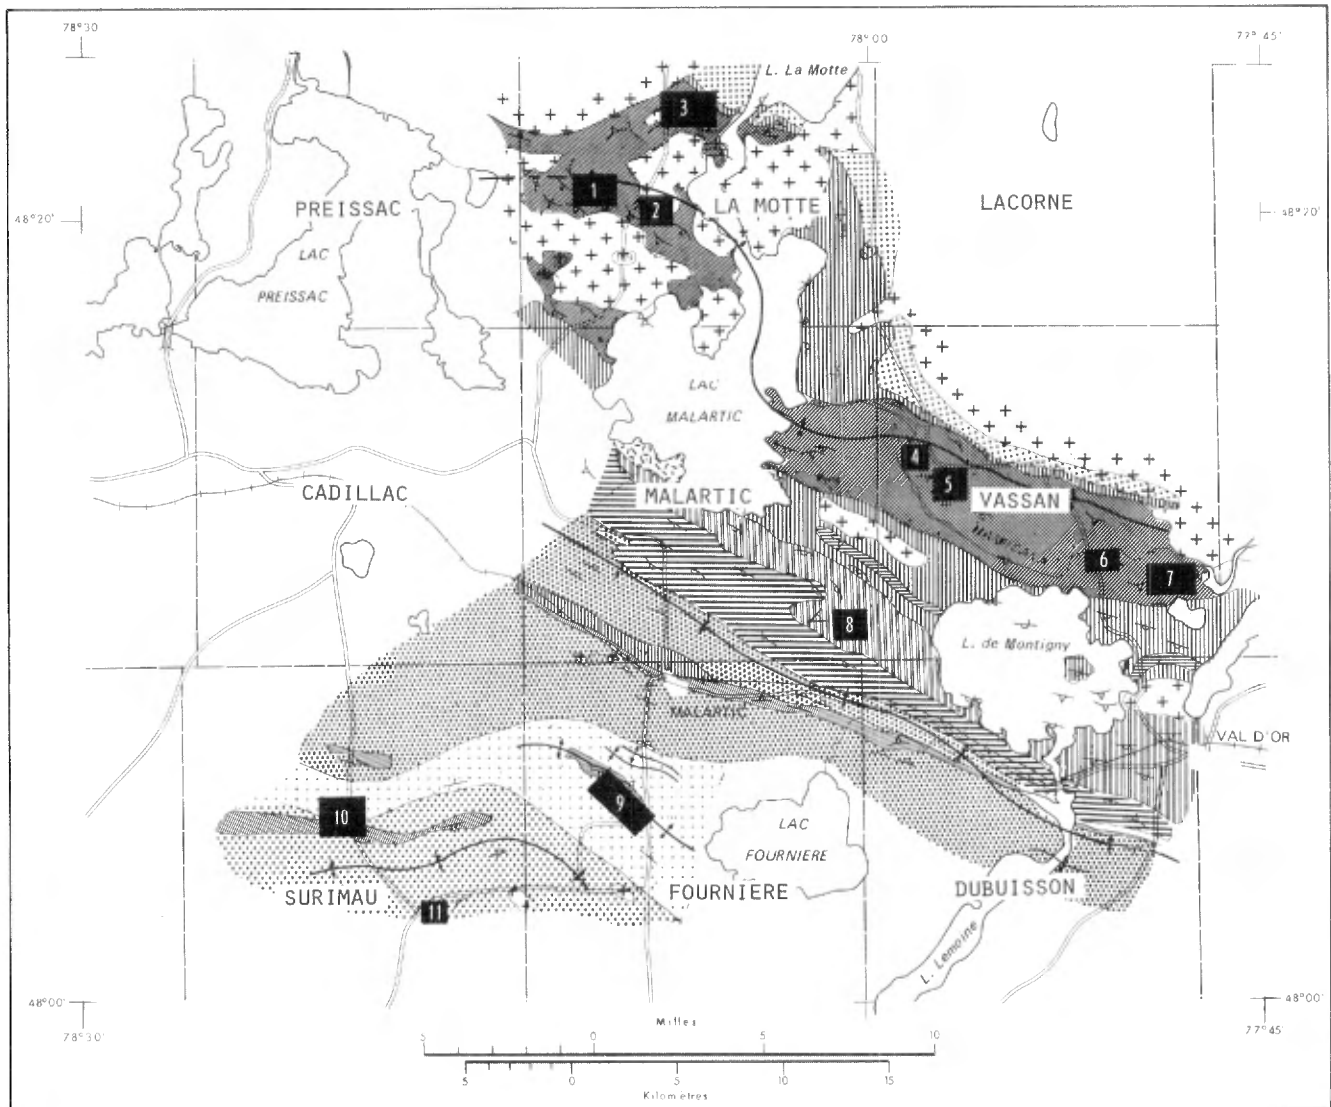 78°30
78°00
77°45'
L. La Motte
3
1
2
PREISSAC
LA MOTTE
LACORNE
48°20'
48°20'
LAC
PREISSAC
LAC
MALARTIC
4
5
CADILLAC
MALARTIC
VASSAN
6
7
8
L. de Montigny
MALARTIC
VAL D'OR
9
10
LAC
FOURNIERE
SURIMAU
FOURNIERE
DUBUISSON
11
L. Lemoine
48°00'
48°00'
78°30'
77°45'
Milles
5
0
5
10
5
0
5
10
15
Kilometres